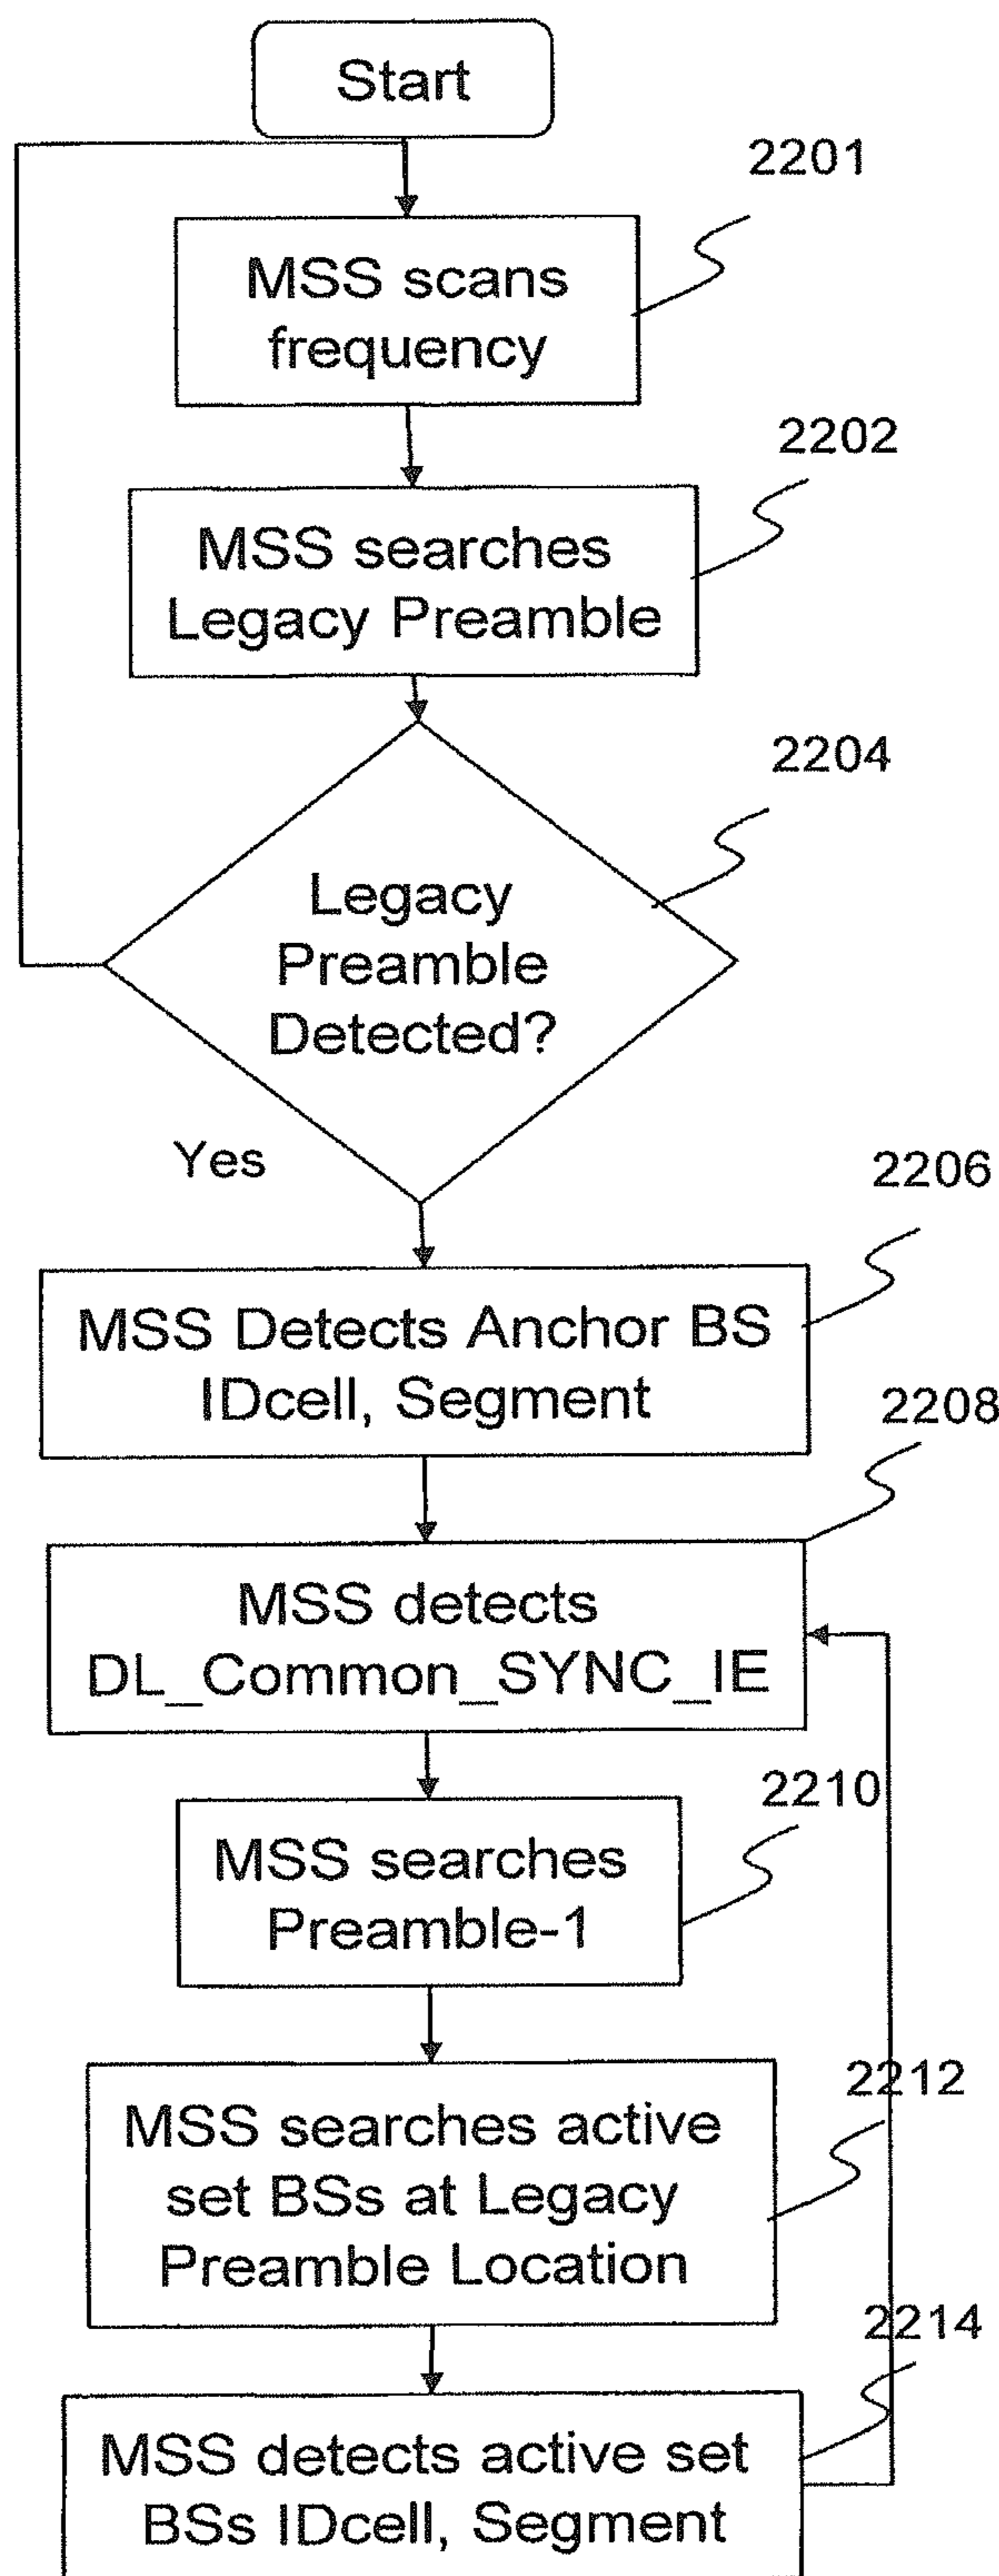 Start
2201
MSS scans
frequency
2202
MSS searches
Legacy Preamble
2204
Legacy
Preamble
Detected?
Yes
2206
MSS Detects Anchor BS
IDcell, Segment
2208
MSS detects
DL_Common_SYNC_IE
2210
MSS searches
Preamble-1
2212
MSS searches active
set BSs at Legacy
Preamble Location
2214
MSS detects active set
BSs IDcell, Segment